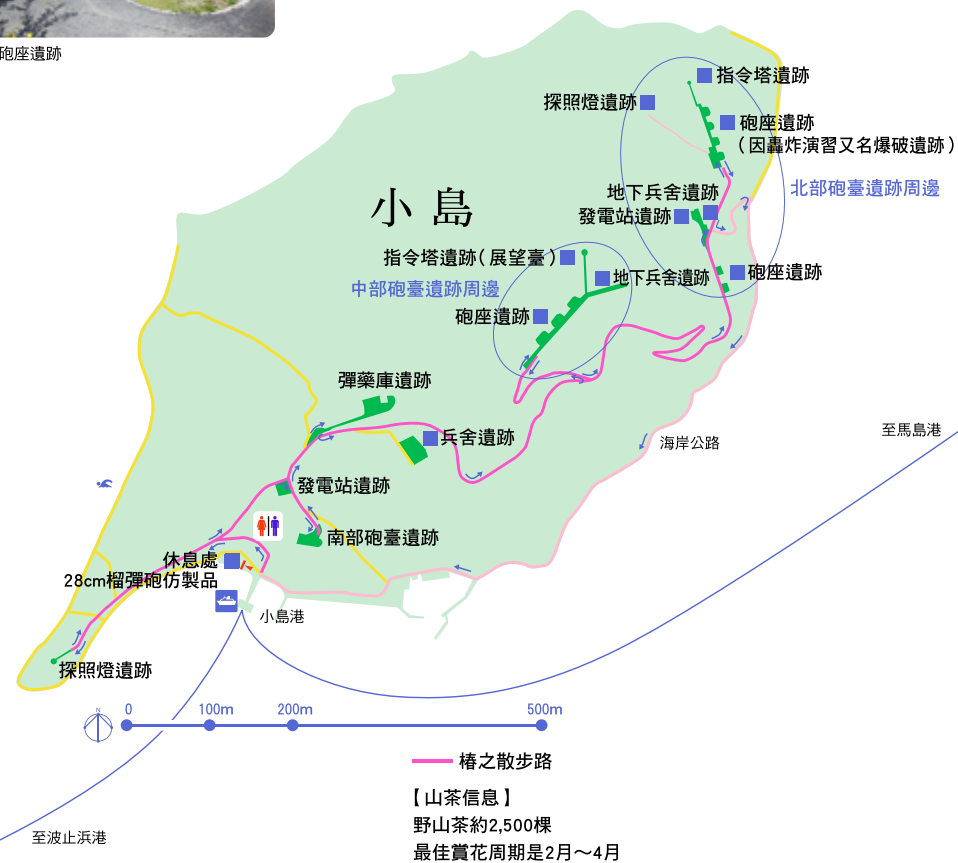 砲座遺跡
指令塔遺跡
探照燈遺跡
砲座遺跡
(因轟炸演習又名爆破遺跡)
北部砲臺遺跡周邊
地下兵舍遺跡
發電站遺跡
小島
指令塔遺跡(展望臺)
地下兵舍遺跡
砲座遺跡
中部砲臺遺跡周邊
砲座遺跡
彈藥庫遺跡
兵舍遺跡
海岸公路
至馬島港
發電站遺跡
南部砲臺遺跡
休息處
28cm榴彈砲仿製品
小島港
探照燈遺跡
N
0
100m
200m
500m
椿之散步路
【山茶信息】
野山茶約2,500棵
最佳賞花周期是2月〜4月
至波止浜港